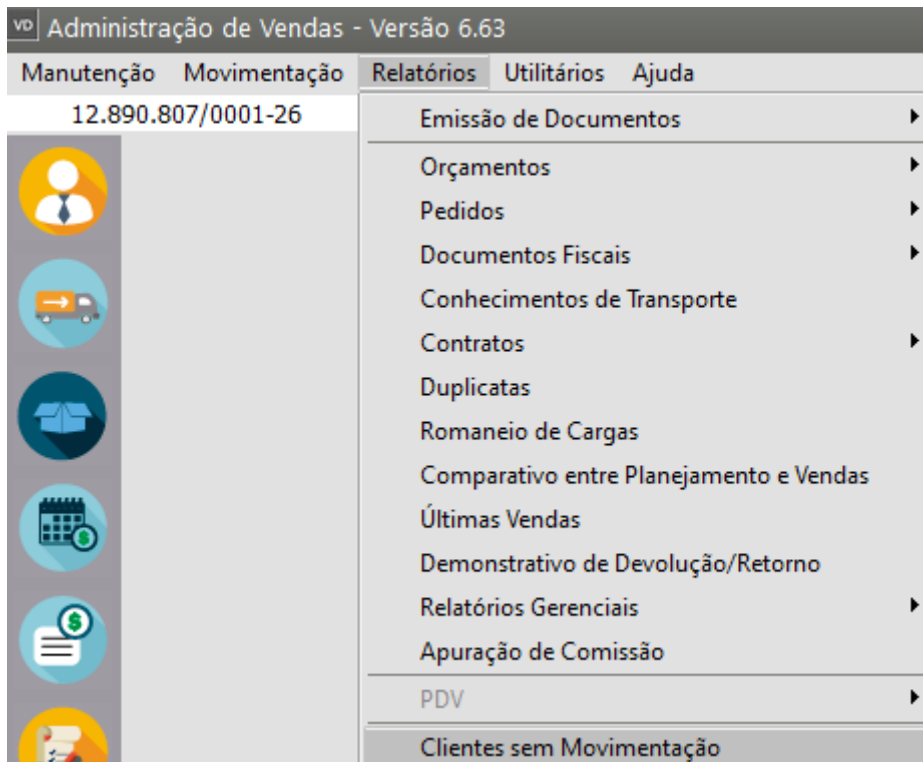 VD Administração de Vendas - Versão 6.63
Manutenção Movimentação Relatórios Utilitários Ajuda
12.890.807/0001-26
Emissão de Documentos
Orçamentos
Pedidos
Documentos Fiscais
Conhecimentos de Transporte
Contratos
Duplicatas
Romaneio de Cargas
Comparativo entre Planejamento e Vendas
Últimas Vendas
Demonstrativo de Devolução/Retorno
Relatórios Gerenciais
Apuração de Comissão
PDV
Clientes sem Movimentação